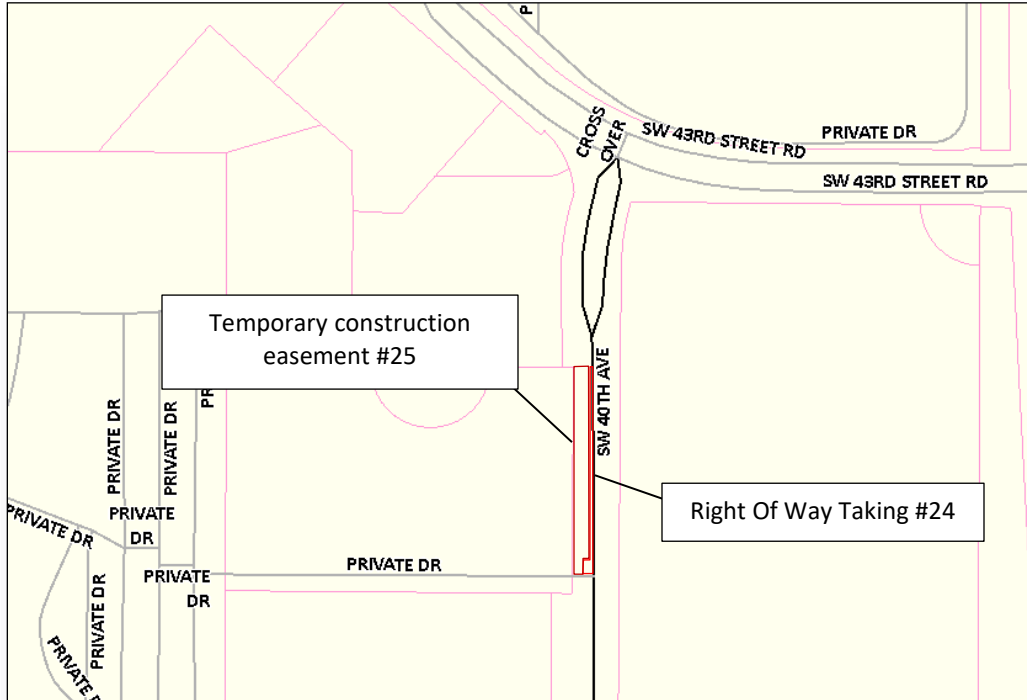 P
CROSS
OVER
SW 43RD STREET RD
PRIVATE DR
SW 43RD STREET RD
Temporary construction
easement #25
SW 40TH AVE
PR
PRIVATE DR
PRIVATE DR
Right Of Way Taking #24
PRIVATE DR
PRIVATE
DR
PRIVATE DR
PRIVATE
DR
PRIVATE DR
PRIVATE D